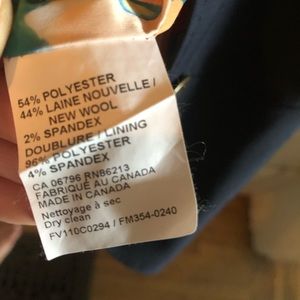 54% POLYESTER
44% LAINE NOUVELLE /
NEW WOOL
2% SPANDEX
DOUBLURE / LINING
96% POLYESTER
4% SPANDEX
CA 06796 RN86213
FABRIQUÉ AU CANADA
MADE IN CANADA
Nettoyage à sec
Dry clean
FV110C0294 / FM354-0240